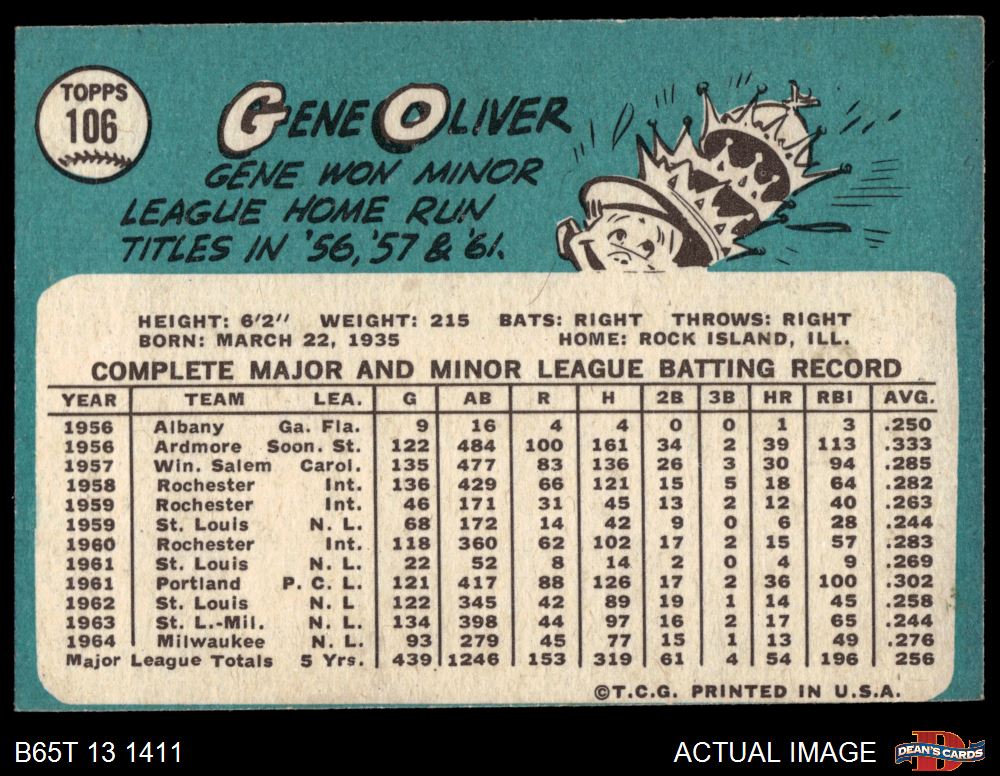 TOPPS
106
GENE OLIVER
GENE WON MINOR
LEAGUE HOME RUN
TITLES IN '56,'57 & '61.
HEIGHT: 6'2" WEIGHT: 215 BATS: RIGHT THROWS: RIGHT
BORN: MARCH 22, 1935 HOME: ROCK ISLAND, ILL.
COMPLETE MAJOR AND MINOR LEAGUE BATTING RECORD
YEAR TEAM LEA. G AB R H 2B 3B HR RBI AVG.
1956 Albany Ga. Fla. 9 16 4 4 0 0 1 3 .250
1956 Ardmore Soon. St. 122 484 100 161 34 2 39 113 .333
1957 Win. Salem Carol. 135 477 83 136 26 3 30 94 .285
1958 Rochester Int. 136 429 66 121 15 5 18 64 .282
1959 Rochester Int. 46 171 31 45 13 2 12 40 .263
1959 St. Louis N. L. 68 172 14 42 9 0 6 28 .244
1960 Rochester Int. 118 360 62 102 17 2 15 57 .283
1961 St. Louis N. L. 22 52 8 14 2 0 4 9 .269
1961 Portland P. C. L. 121 417 88 126 17 2 36 100 .302
1962 St. Louis N. L 122 345 42 89 19 1 14 45 .258
1963 St. L.-Mil. N. L. 134 398 44 97 16 2 17 65 .244
1964 Milwaukee N. L. 93 279 45 77 15 1 13 49 .276
Major League Totals 5 Yrs. 439 1246 153 319 61 4 54 196 256
©T.C.G. PRINTED IN U.S.A.
B65T 13 1411 ACTUAL IMAGE DEAN'S CARDS